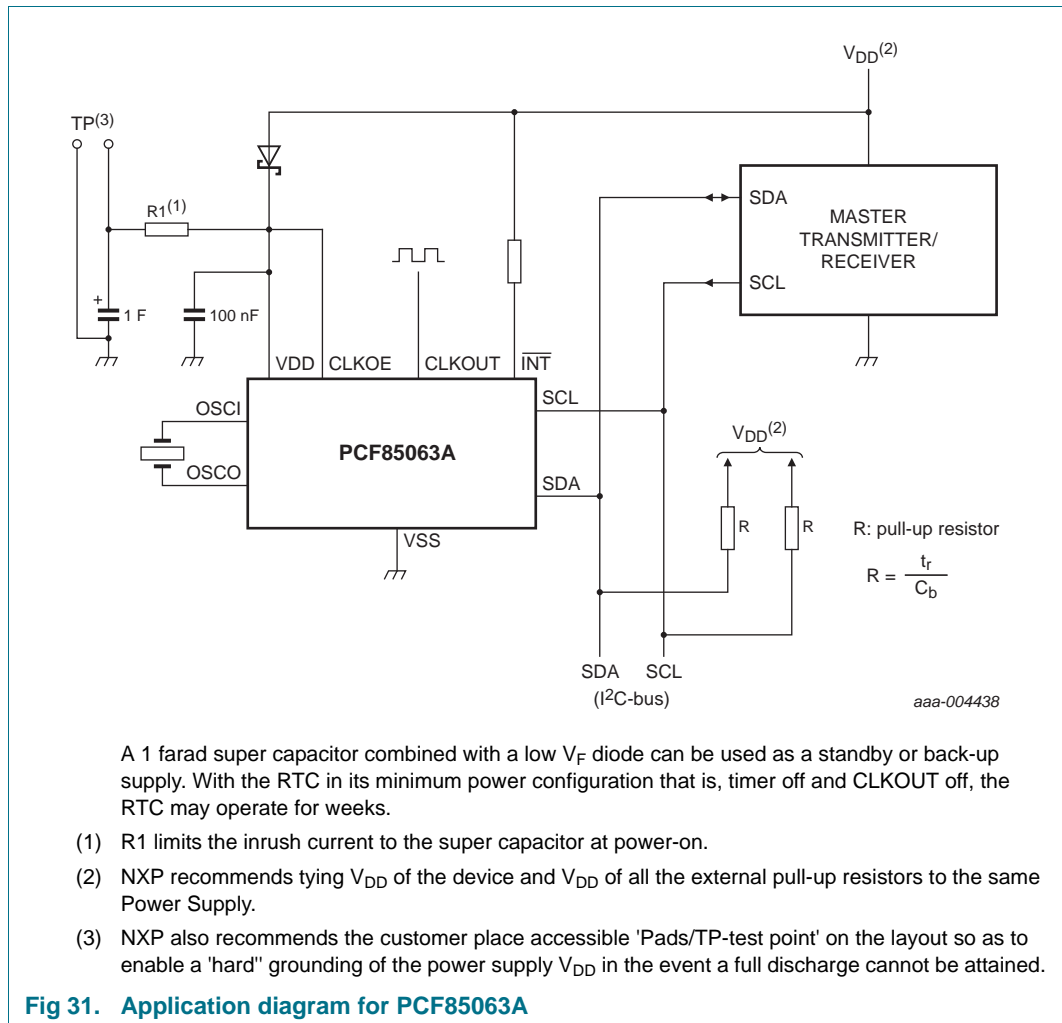 VDD(2)
TP(3)
R1(1)
SDA
MASTER
TRANSMITTER/
RECEIVER
SCL
+
1 F
100 nF
VDD
CLKOE
CLKOUT
INT
OSCI
SCL
PCF85063A
OSCO
SDA
VSS
VDD(2)
R
R
R: pull-up resistor
R = tr / Cb
SDA
SCL
(I2C-bus)
aaa-004438
A 1 farad super capacitor combined with a low VF diode can be used as a standby or back-up
supply. With the RTC in its minimum power configuration that is, timer off and CLKOUT off, the
RTC may operate for weeks.
(1) R1 limits the inrush current to the super capacitor at power-on.
(2) NXP recommends tying VDD of the device and VDD of all the external pull-up resistors to the same
Power Supply.
(3) NXP also recommends the customer place accessible 'Pads/TP-test point' on the layout so as to
enable a 'hard'' grounding of the power supply VDD in the event a full discharge cannot be attained.
Fig 31. Application diagram for PCF85063A